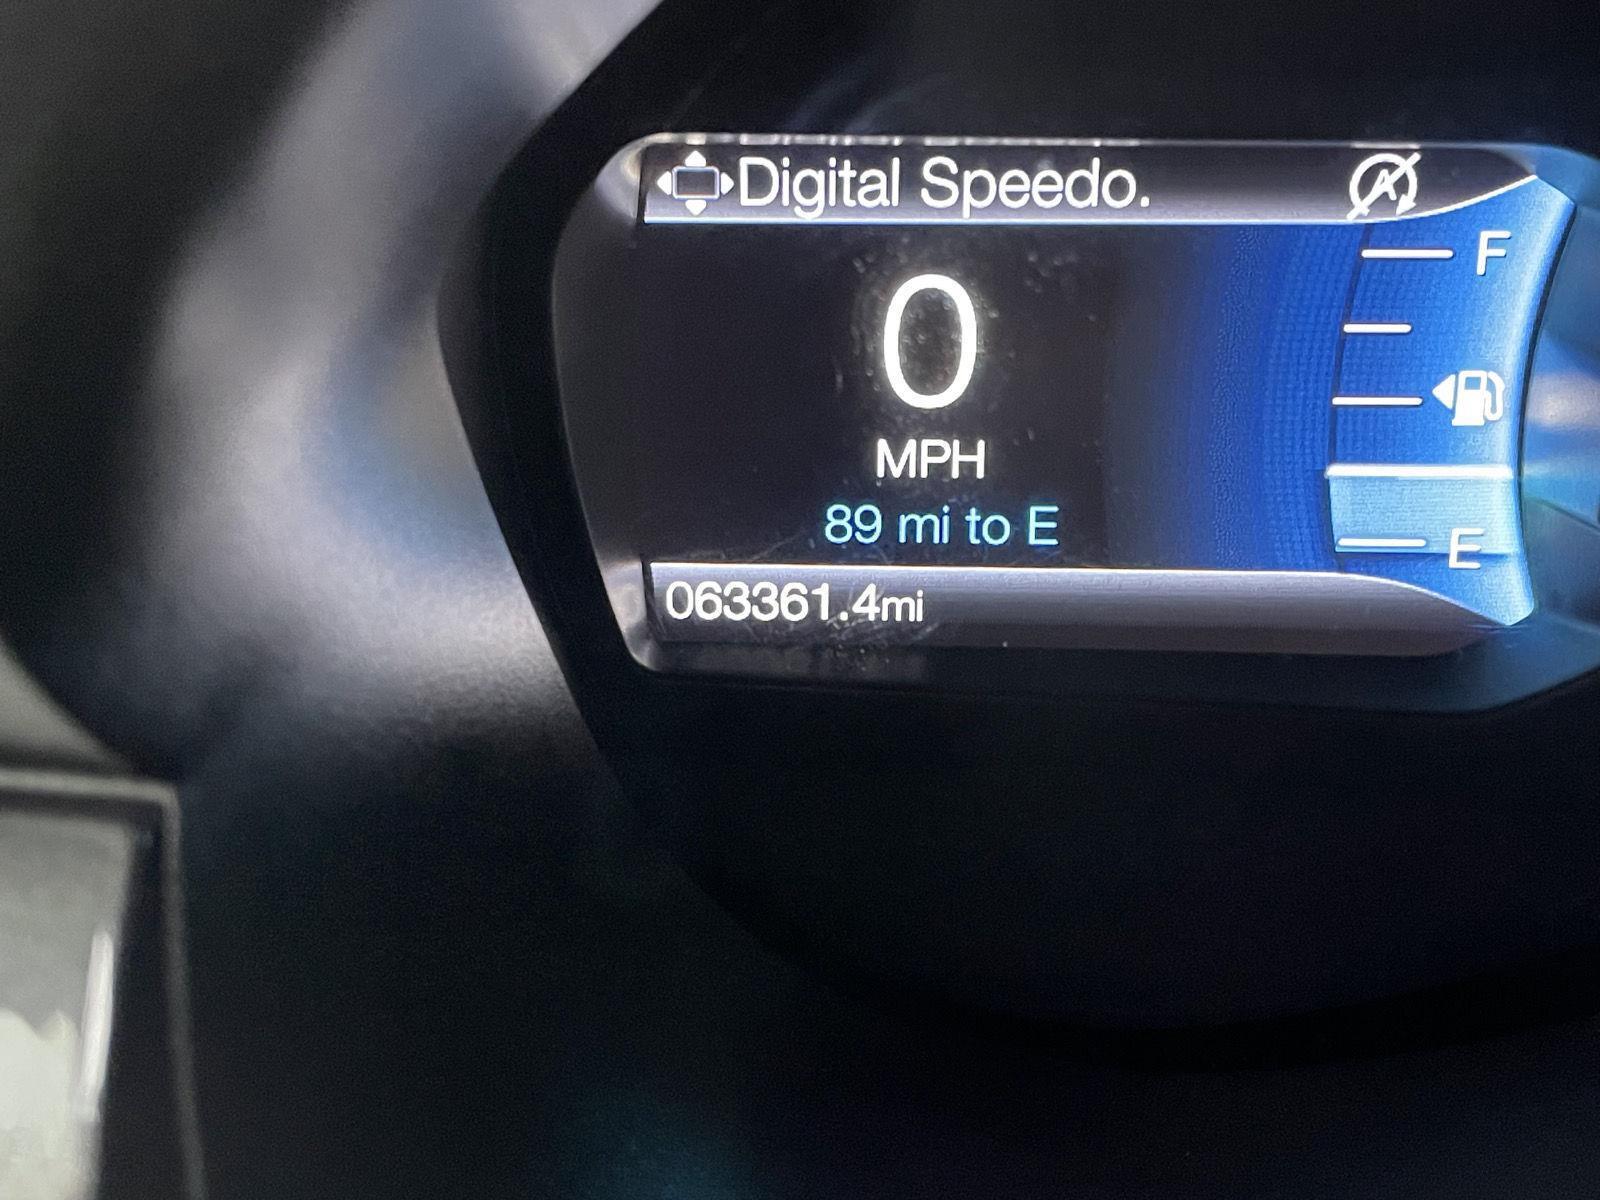 Digital Speedo.
F
0
MPH
89 mi to E
E
063361.4mi